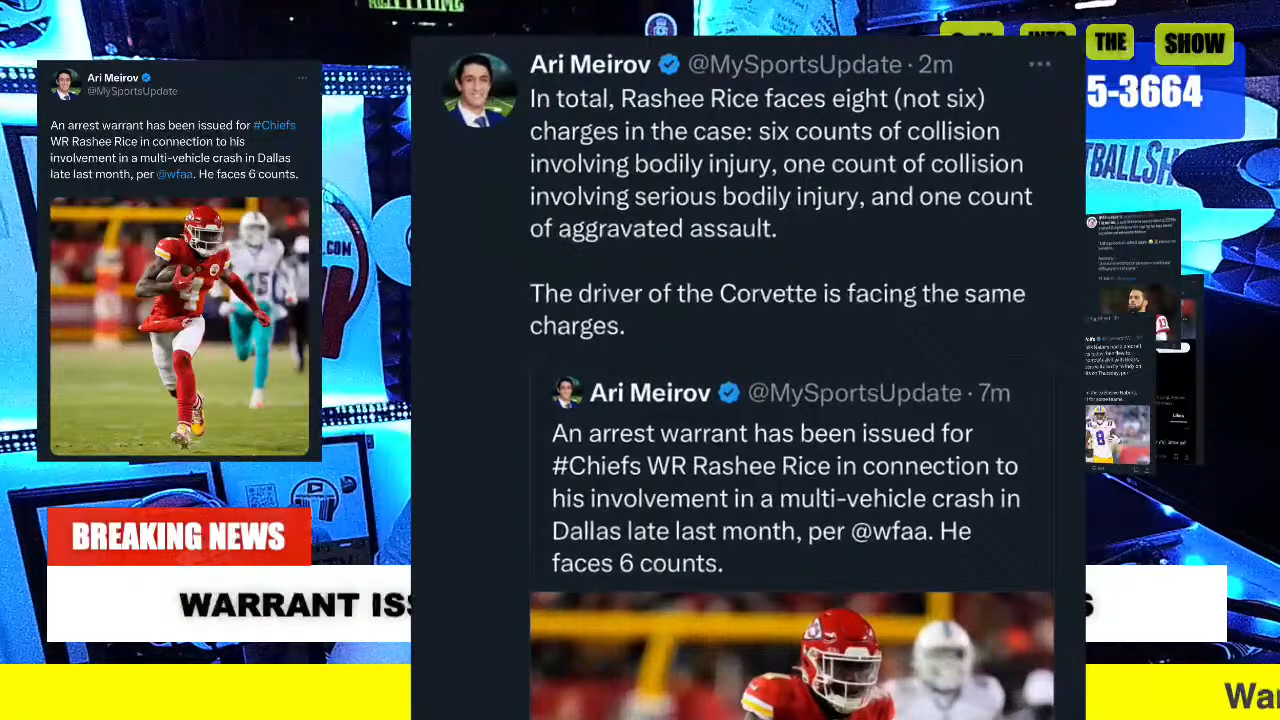 Ari Meirov
@MySportsUpdate
An arrest warrant has been issued for #Chiefs
WR Rashee Rice in connection to his
involvement in a multi-vehicle crash in Dallas
late last month, per @wfaa. He faces 6 counts.
Ari Meirov @MySportsUpdate · 2m
In total, Rashee Rice faces eight (not six)
charges in the case: six counts of collision
involving bodily injury, one count of collision
involving serious bodily injury, and one count
of aggravated assault.
The driver of the Corvette is facing the same
charges.
Ari Meirov @MySportsUpdate · 7m
An arrest warrant has been issued for
#Chiefs WR Rashee Rice in connection to
his involvement in a multi-vehicle crash in
Dallas late last month, per @wfaa. He
faces 6 counts.
THE SHOW
5-3664
.COM
BREAKING NEWS
WARRANT